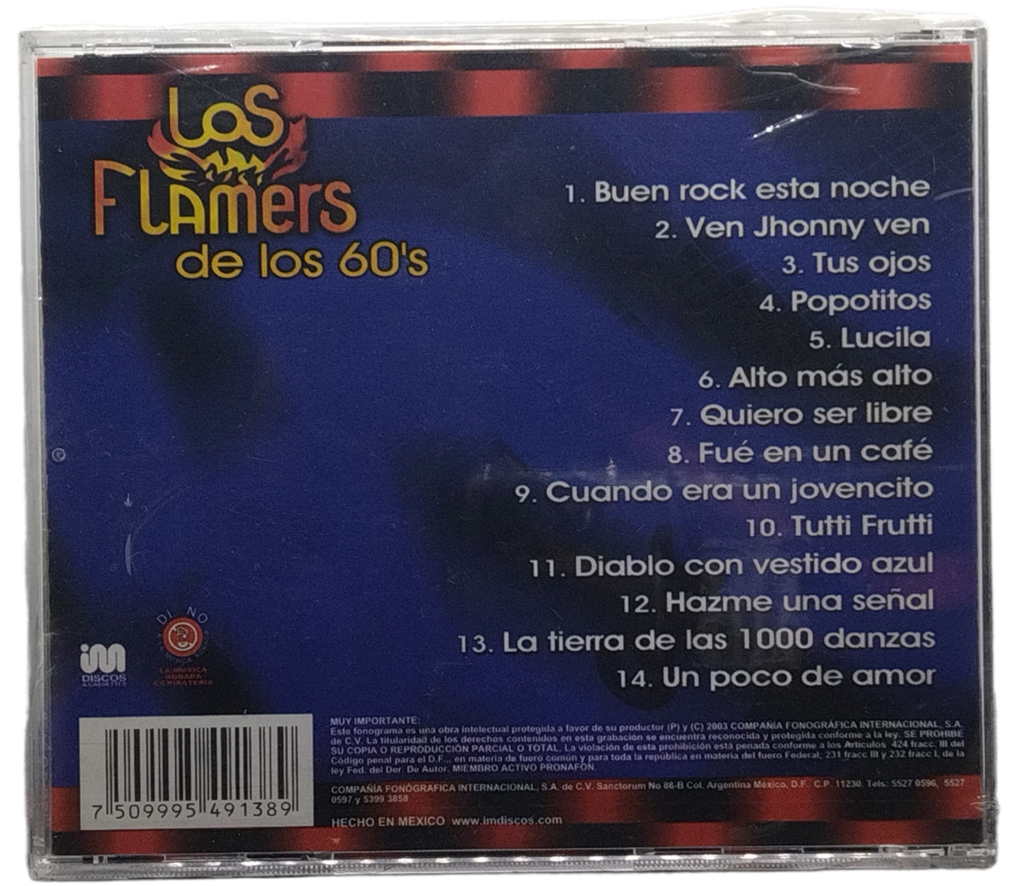 Los
Flamers
de los 60's
1. Buen rock esta noche
2. Ven Jhonny ven
3. Tus ojos
4. Popotitos
5. Lucila
6. Alto más alto
7. Quiero ser libre
8. Fué en un café
9. Cuando era un jovencito
10. Tutti Frutti
11. Diablo con vestido azul
12. Hazme una señal
13. La tierra de las 1000 danzas
14. Un poco de amor
im
DISCOS
DI NO
LA MUSICA
ROBADA
7 509995 491389
MUY IMPORTANTE:
Este fonograma es una obra intelectual protegida a favor de su productor (P) y (C) 2003 COMPAÑIA FONOGRÁFICA INTERNACIONAL, S.A.
de C.V. La titularidad de los derechos contenidos en esta grabación se encuentra reconocida y protegida conforme a la ley. SE PROHIBE
SU COPIA O REPRODUCCIÓN PARCIAL O TOTAL. La violación de esta prohibición está penada conforme a los Artículos 424 fracc. III del
Código penal para el D.F... en materia de fuero común y para toda la república en materia del fuero Federal; 231 fracc III y 232 fracc I, de la
ley Fed. del Der. De Autor. MIEMBRO ACTIVO PRONAFON.
COMPAÑÍA FONOGRAFICA INTERNACIONAL, S.A. de C.V. Sanctorum No 86-B Col. Argentina México, D.F. C.P. 11230. Tels: 5527 0596, 5527
0597 y 5399 3858
HECHO EN MEXICO www.imdiscos.com